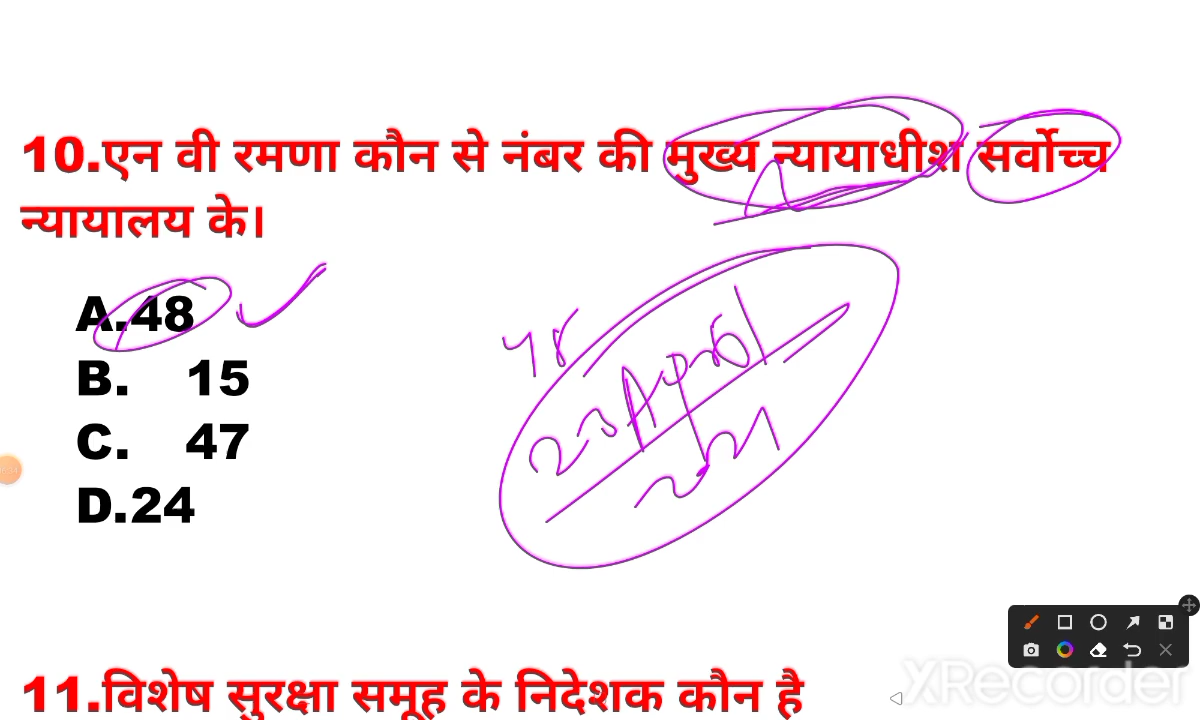 10.एन वी रमणा कौन से नंबर की मुख्य न्यायाधीश सर्वोच्च
न्यायालय के।
A.48
B. 15
C. 47
D.24
48
23 April
2021
11.विशेष सुरक्षा समूह के निदेशक कौन है
XRecorder